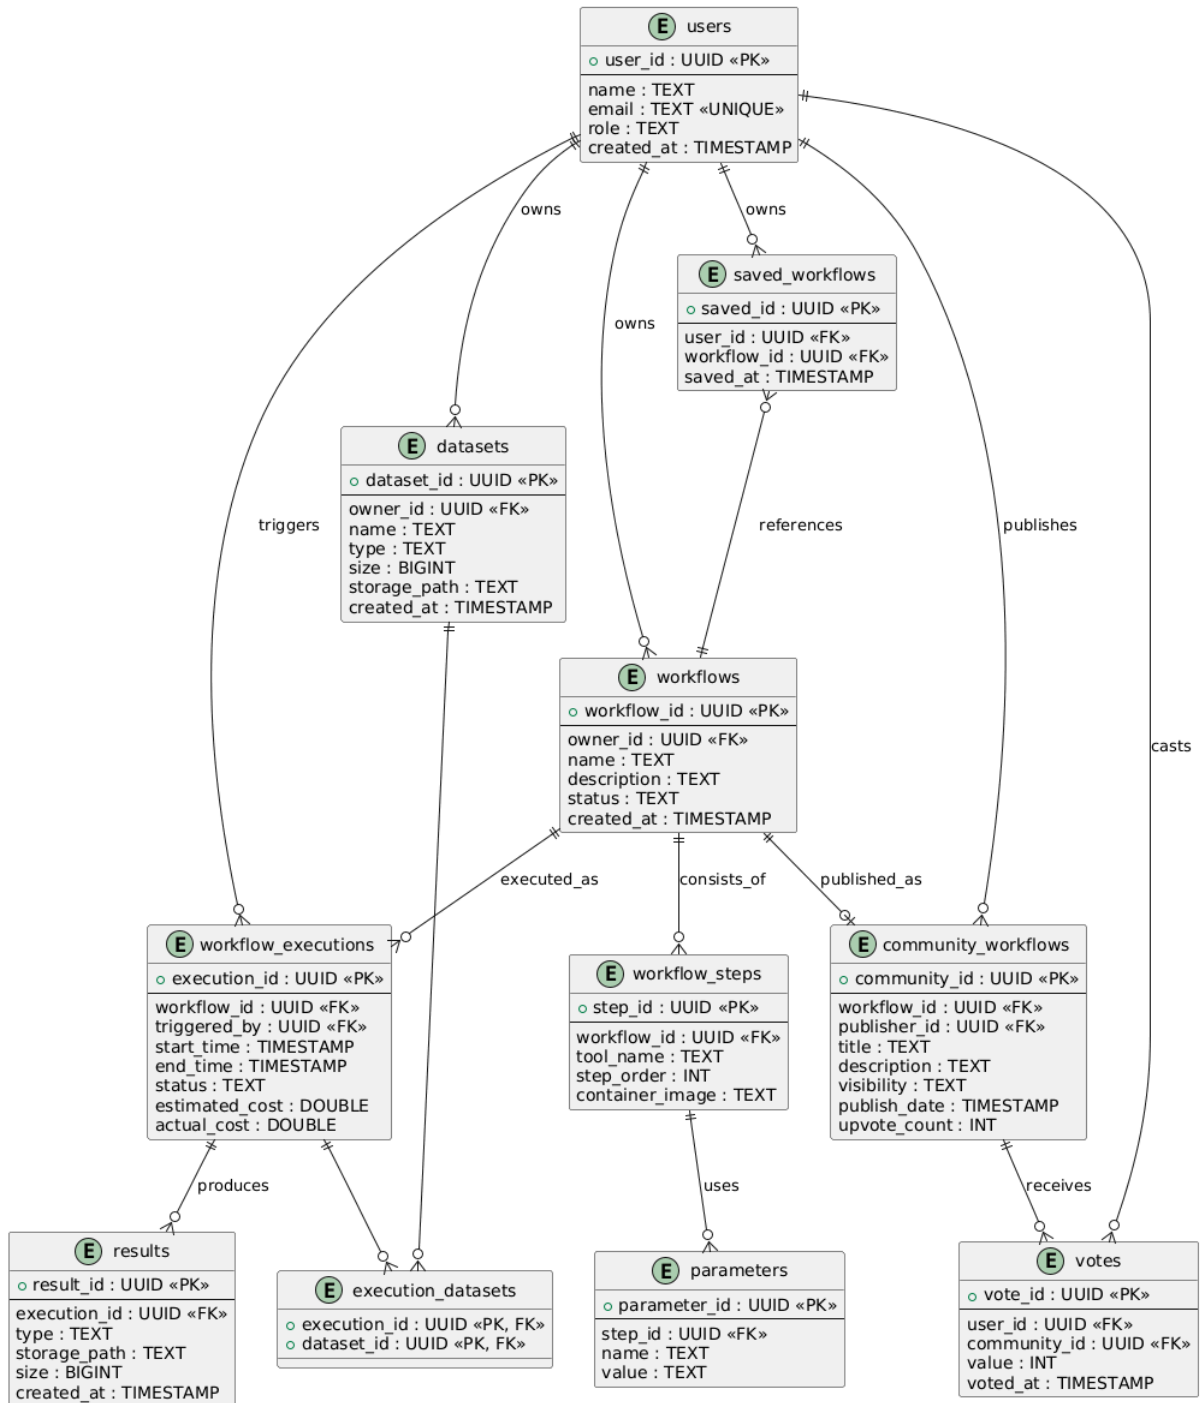 E users
user_id : UUID «PK»
name : TEXT
email : TEXT «UNIQUE»
role : TEXT
created_at : TIMESTAMP
owns
owns
E saved_workflows
saved_id : UUID «PK»
user_id : UUID «FK»
workflow_id : UUID «FK»
saved_at : TIMESTAMP
owns
E datasets
dataset_id : UUID «PK»
owner_id : UUID «FK»
name : TEXT
type : TEXT
size : BIGINT
storage_path : TEXT
created_at : TIMESTAMP
triggers
references
publishes
E workflows
workflow_id : UUID «PK»
owner_id : UUID «FK»
name : TEXT
description : TEXT
status : TEXT
created_at : TIMESTAMP
casts
executed_as
consists_of
published_as
E workflow_executions
execution_id : UUID «PK»
workflow_id : UUID «FK»
triggered_by : UUID «FK»
start_time : TIMESTAMP
end_time : TIMESTAMP
status : TEXT
estimated_cost : DOUBLE
actual_cost : DOUBLE
E workflow_steps
step_id : UUID «PK»
workflow_id : UUID «FK»
tool_name : TEXT
step_order : INT
container_image : TEXT
E community_workflows
community_id : UUID «PK»
workflow_id : UUID «FK»
publisher_id : UUID «FK»
title : TEXT
description : TEXT
visibility : TEXT
publish_date : TIMESTAMP
upvote_count : INT
produces
uses
receives
E results
result_id : UUID «PK»
execution_id : UUID «FK»
type : TEXT
storage_path : TEXT
size : BIGINT
created_at : TIMESTAMP
E execution_datasets
execution_id : UUID «PK, FK»
dataset_id : UUID «PK, FK»
E parameters
parameter_id : UUID «PK»
step_id : UUID «FK»
name : TEXT
value : TEXT
E votes
vote_id : UUID «PK»
user_id : UUID «FK»
community_id : UUID «FK»
value : INT
voted_at : TIMESTAMP